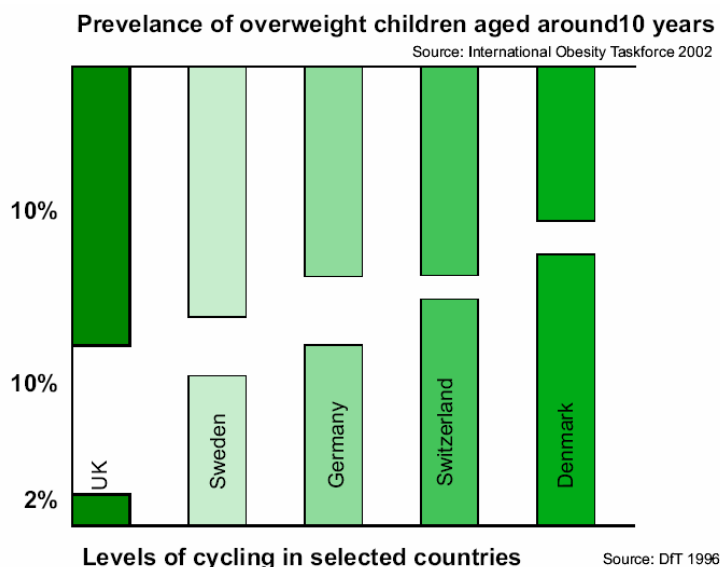 Prevelance of overweight children aged around10 years
Source: International Obesity Taskforce 2002
10%
10%
2%
UK
Sweden
Germany
Switzerland
Denmark
Levels of cycling in selected countries
Source: DfT 1996